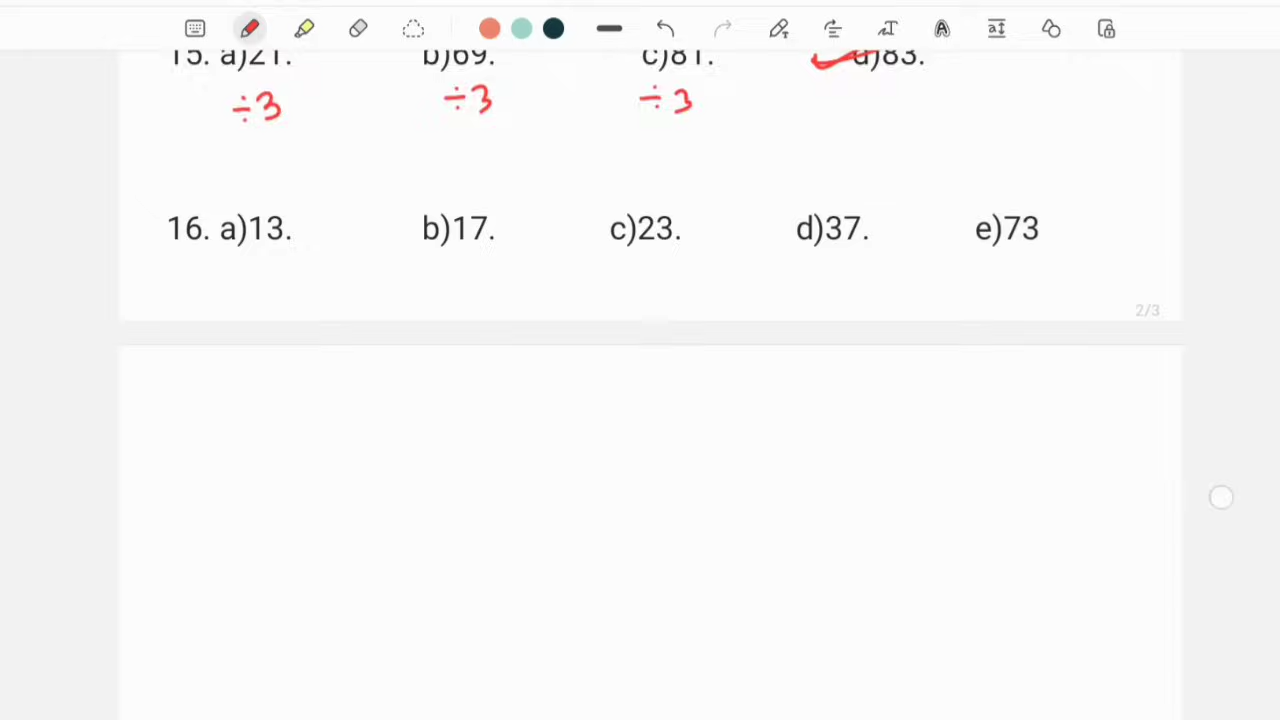 15. a)21. b)69. c)81. d)83.
÷3 ÷3 ÷3
16. a)13. b)17. c)23. d)37. e)73
2/3